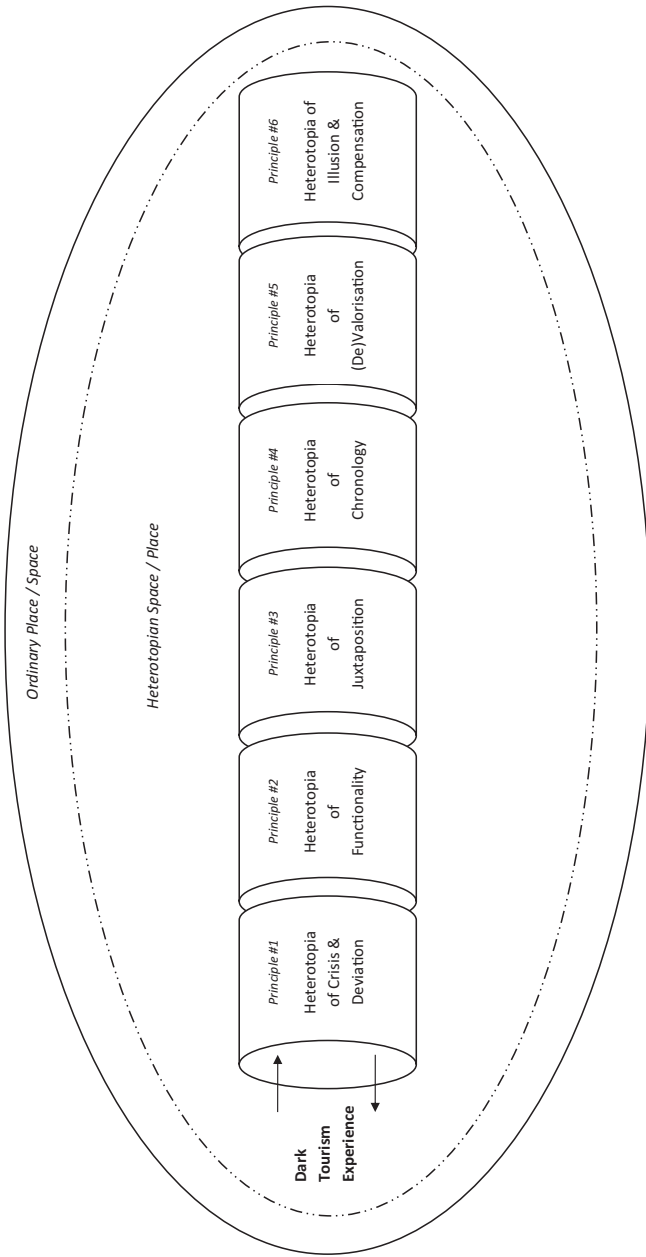 Ordinary Place / Space
Heterotopian Space / Place
Dark
Tourism
Experience
Principle #1
Heterotopia
of Crisis &
Deviation
Principle #2
Heterotopia
of
Functionality
Principle #3
Heterotopia
of
Juxtaposition
Principle #4
Heterotopia
of
Chronology
Principle #5
Heterotopia
of
(De)Valorisation
Principle #6
Heterotopia of
Illusion &
Compensation